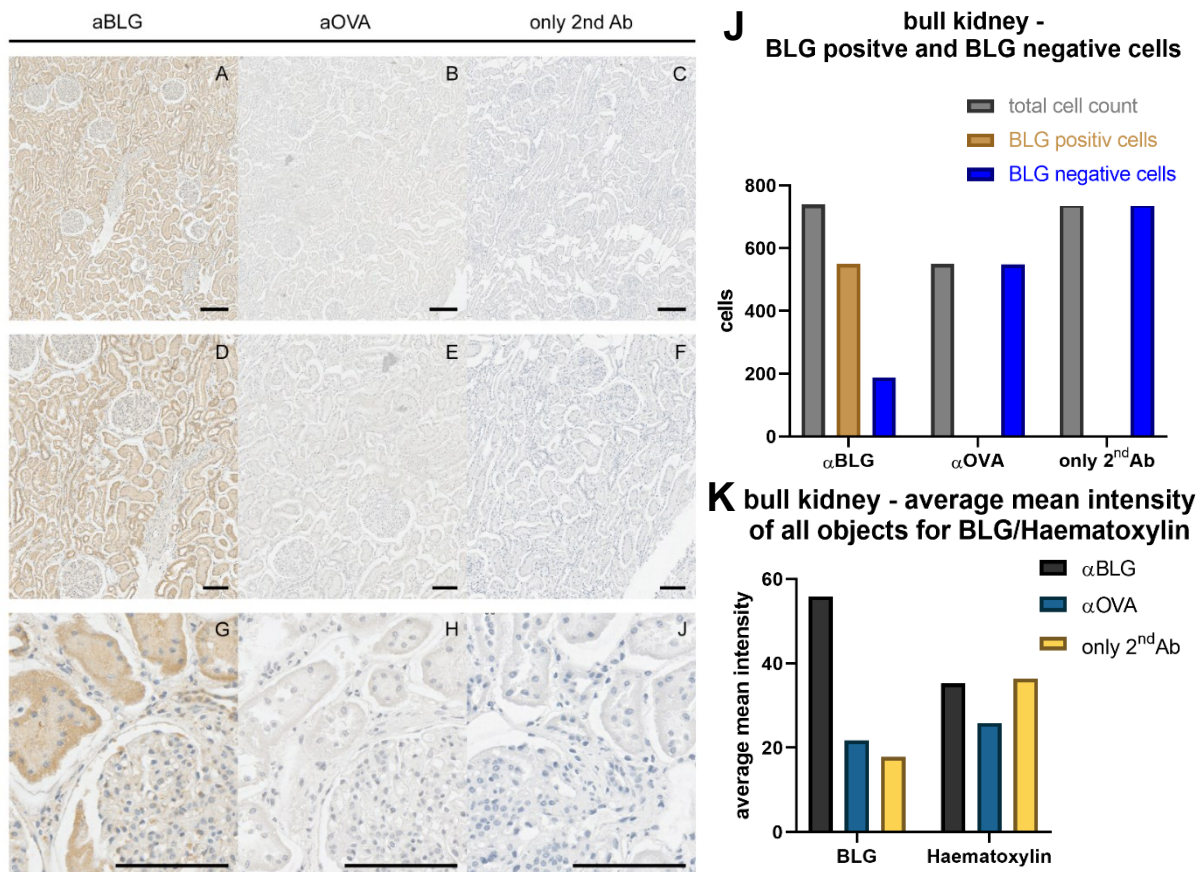 aBLG
aOVA
only 2nd Ab
A
B
C
D
E
F
G
H
J
J
bull kidney -
BLG positve and BLG negative cells
total cell count
BLG positiv cells
BLG negative cells
800
600
400
200
0
cells
αBLG
αOVA
only 2ⁿᵈAb
K bull kidney - average mean intensity
of all objects for BLG/Haematoxylin
αBLG
αOVA
only 2ⁿᵈAb
60
40
20
0
average mean intensity
BLG
Haematoxylin